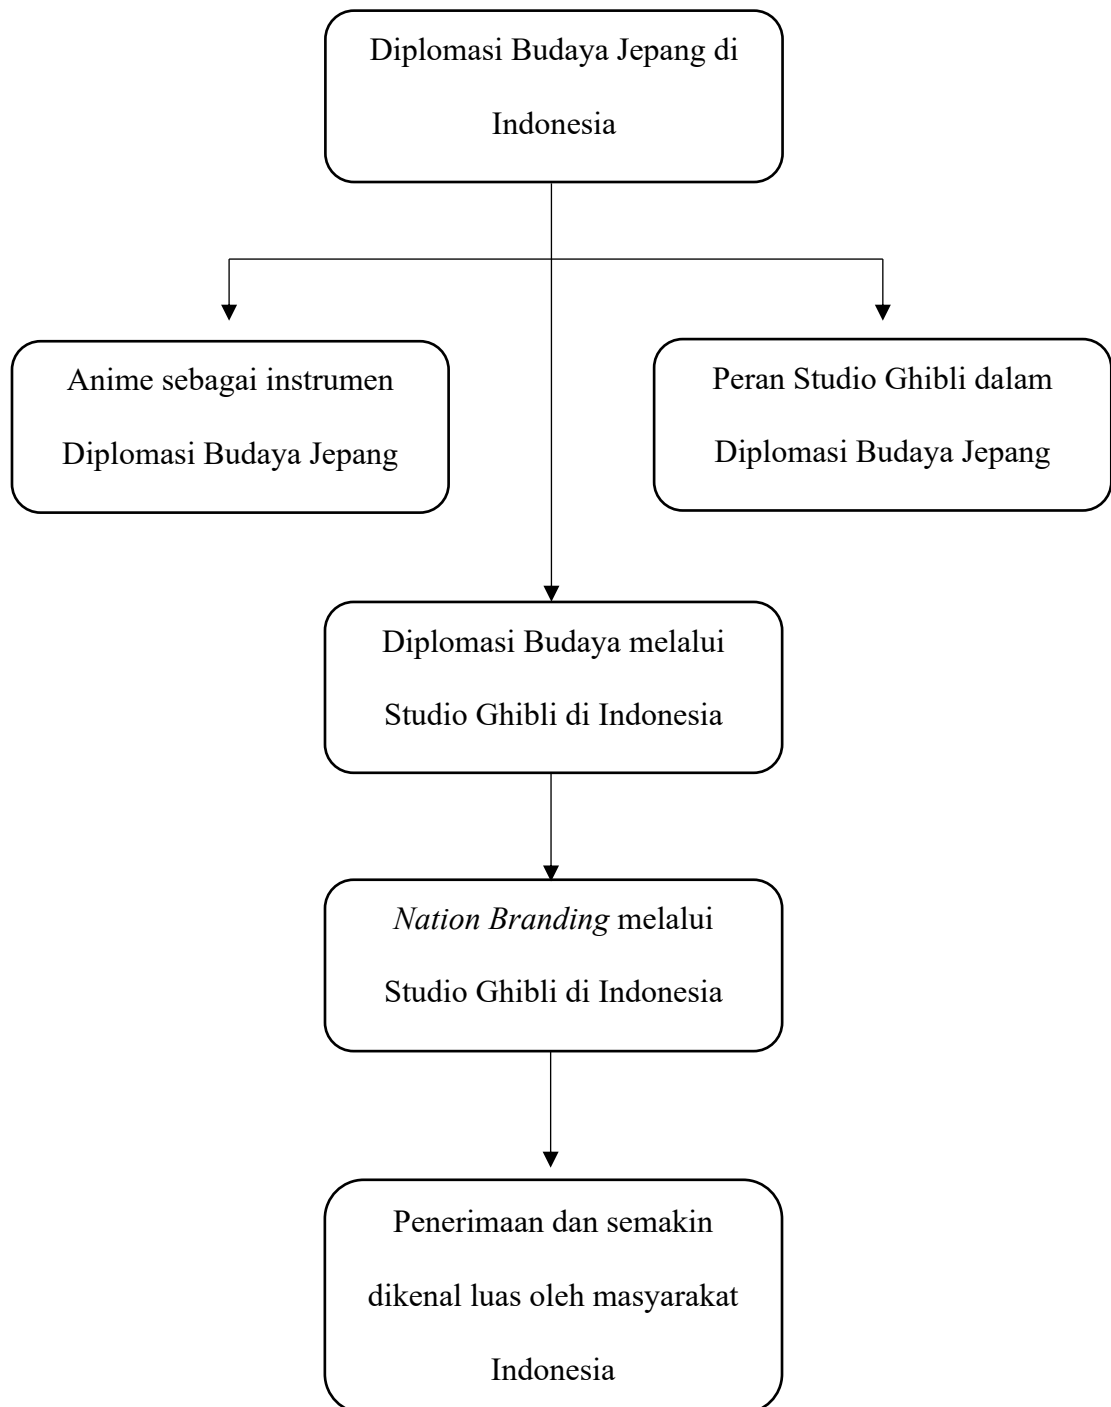 Diplomasi Budaya Jepang di
Indonesia
Anime sebagai instrumen
Diplomasi Budaya Jepang
Peran Studio Ghibli dalam
Diplomasi Budaya Jepang
Diplomasi Budaya melalui
Studio Ghibli di Indonesia
Nation Branding melalui
Studio Ghibli di Indonesia
Penerimaan dan semakin
dikenal luas oleh masyarakat
Indonesia